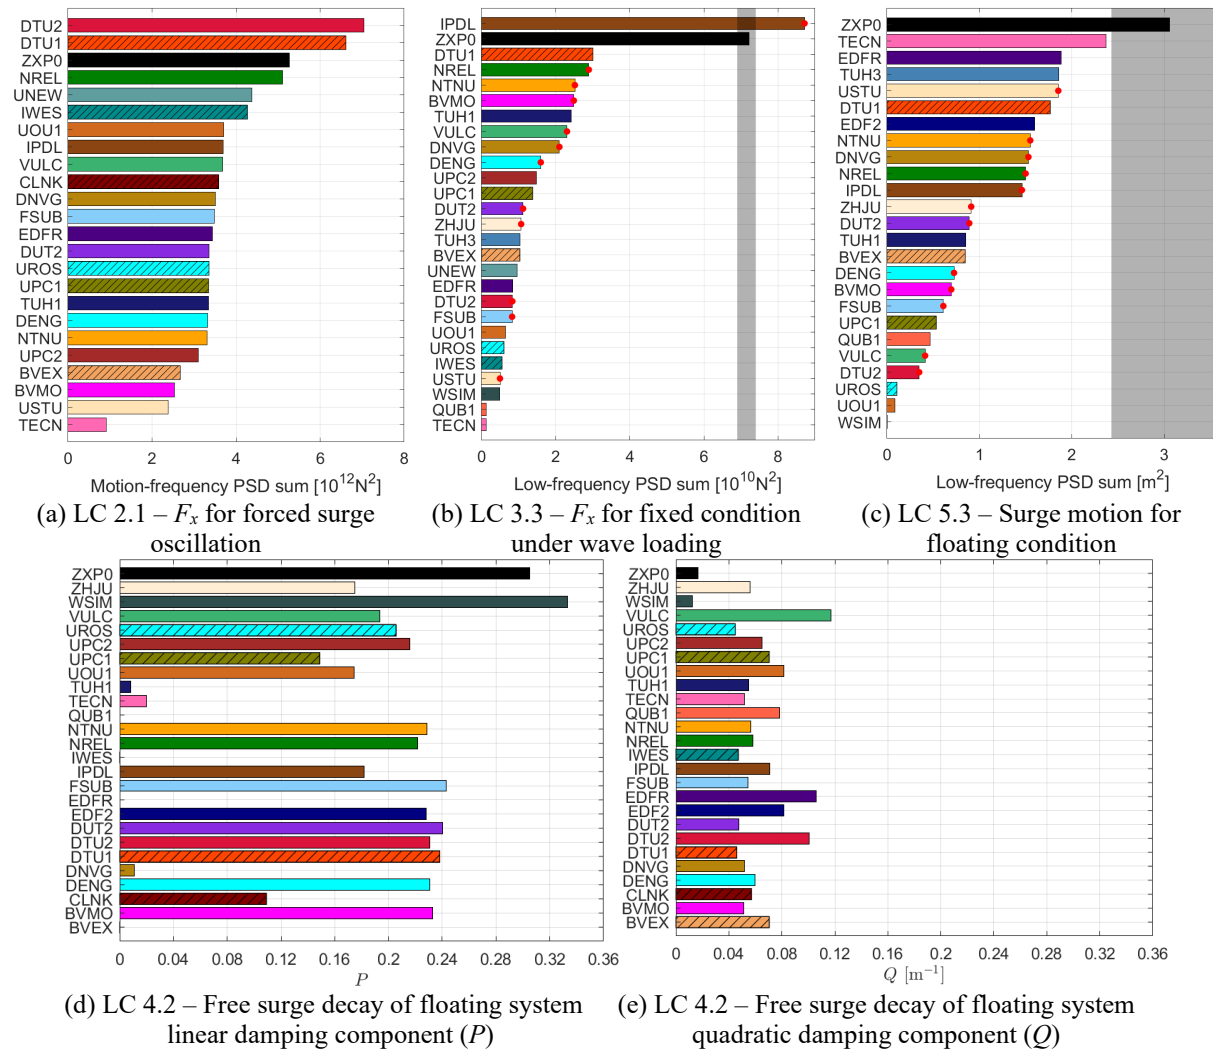 DTU2
DTU1
ZXP0
NREL
UNEW
IWES
UOU1
IPDL
VULC
CLNK
DNVG
FSUB
EDFR
DUT2
UROS
UPC1
TUH1
DENG
NTNU
UPC2
BVEX
BVMO
USTU
TECN
0 2 4 6 8
Motion-frequency PSD sum [10^12N^2]
(a) LC 2.1 – Fx for forced surge
oscillation
IPDL
ZXP0
DTU1
NREL
NTNU
BVMO
TUH1
VULC
DNVG
DENG
UPC2
UPC1
DUT2
ZHJU
TUH3
BVEX
UNEW
EDFR
DTU2
FSUB
UOU1
UROS
IWES
USTU
WSIM
QUB1
TECN
0 2 4 6 8
Low-frequency PSD sum [10^10N^2]
(b) LC 3.3 – Fx for fixed condition
under wave loading
ZXP0
TECN
EDFR
TUH3
USTU
DTU1
EDF2
NTNU
DNVG
NREL
IPDL
ZHJU
DUT2
TUH1
BVEX
DENG
BVMO
FSUB
UPC1
QUB1
VULC
DTU2
UROS
UOU1
WSIM
0 1 2 3
Low-frequency PSD sum [m^2]
(c) LC 5.3 – Surge motion for
floating condition
ZXP0
ZHJU
WSIM
VULC
UROS
UPC2
UPC1
UOU1
TUH1
TECN
QUB1
NTNU
NREL
IWES
IPDL
FSUB
EDFR
EDF2
DUT2
DTU2
DTU1
DNVG
DENG
CLNK
BVMO
BVEX
0 0.04 0.08 0.12 0.16 0.2 0.24 0.28 0.32 0.36
P
(d) LC 4.2 – Free surge decay of floating system
linear damping component (P)
ZXP0
ZHJU
WSIM
VULC
UROS
UPC2
UPC1
UOU1
TUH1
TECN
QUB1
NTNU
NREL
IWES
IPDL
FSUB
EDFR
EDF2
DUT2
DTU2
DTU1
DNVG
DENG
CLNK
BVMO
BVEX
0 0.04 0.08 0.12 0.16 0.2 0.24 0.28 0.32 0.36
Q [m^-1]
(e) LC 4.2 – Free surge decay of floating system
quadratic damping component (Q)